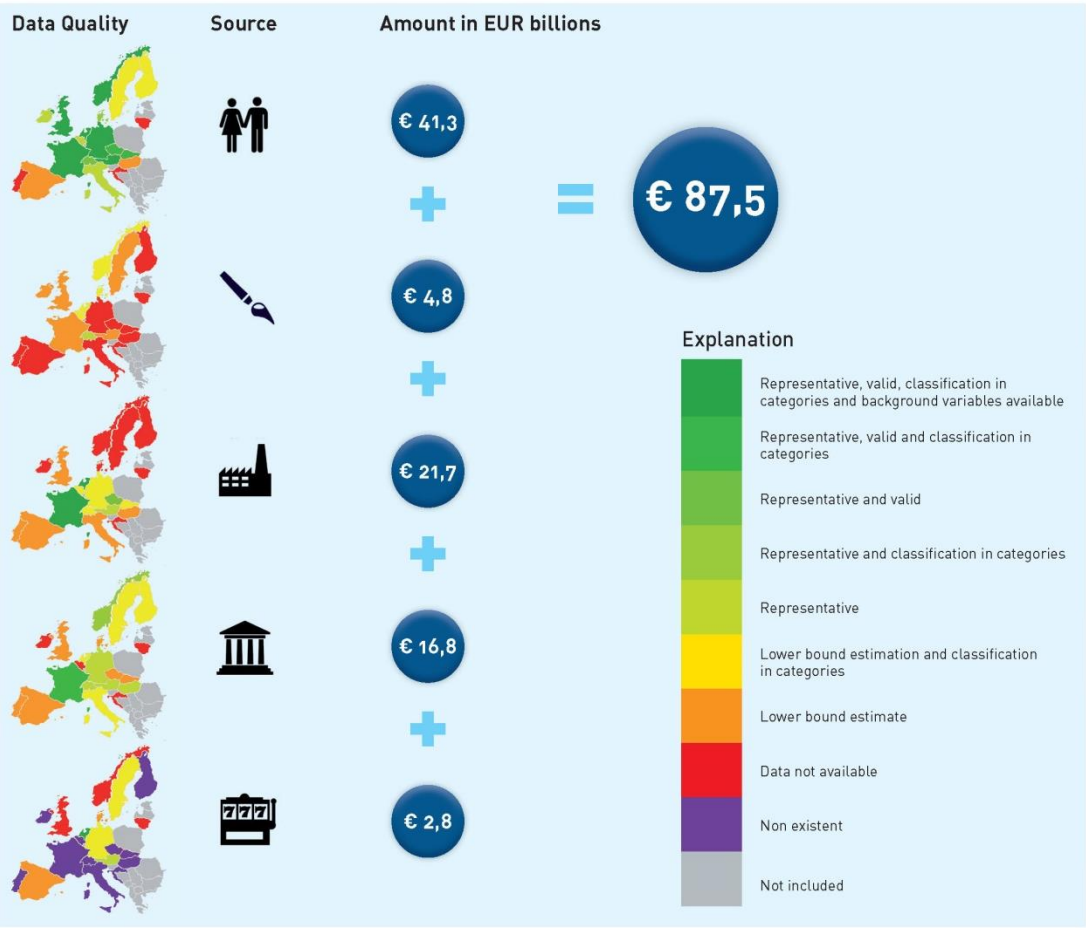 Data Quality
Source
Amount in EUR billions
€ 41,3
€ 87,5
€ 4,8
€ 21,7
€ 16,8
777
€ 2,8
Explanation
Representative, valid, classification in
categories and background variables available
Representative, valid and classification in
categories
Representative and valid
Representative and classification in categories
Representative
Lower bound estimation and classification
in categories
Lower bound estimate
Data not available
Non existent
Not included